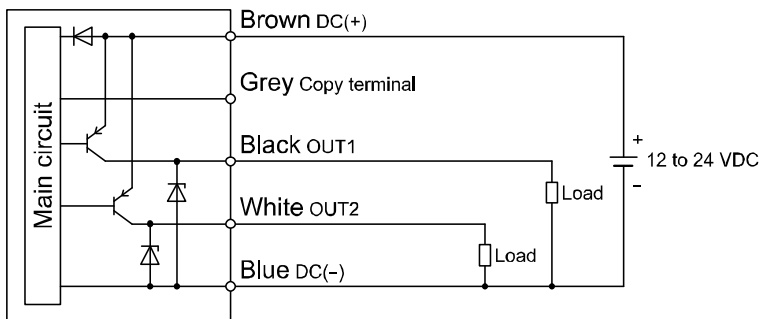 Brown DC(+)
Grey Copy terminal
Main circuit
Black OUT1
+
12 to 24 VDC
−
Load
White OUT2
Load
Blue DC(−)